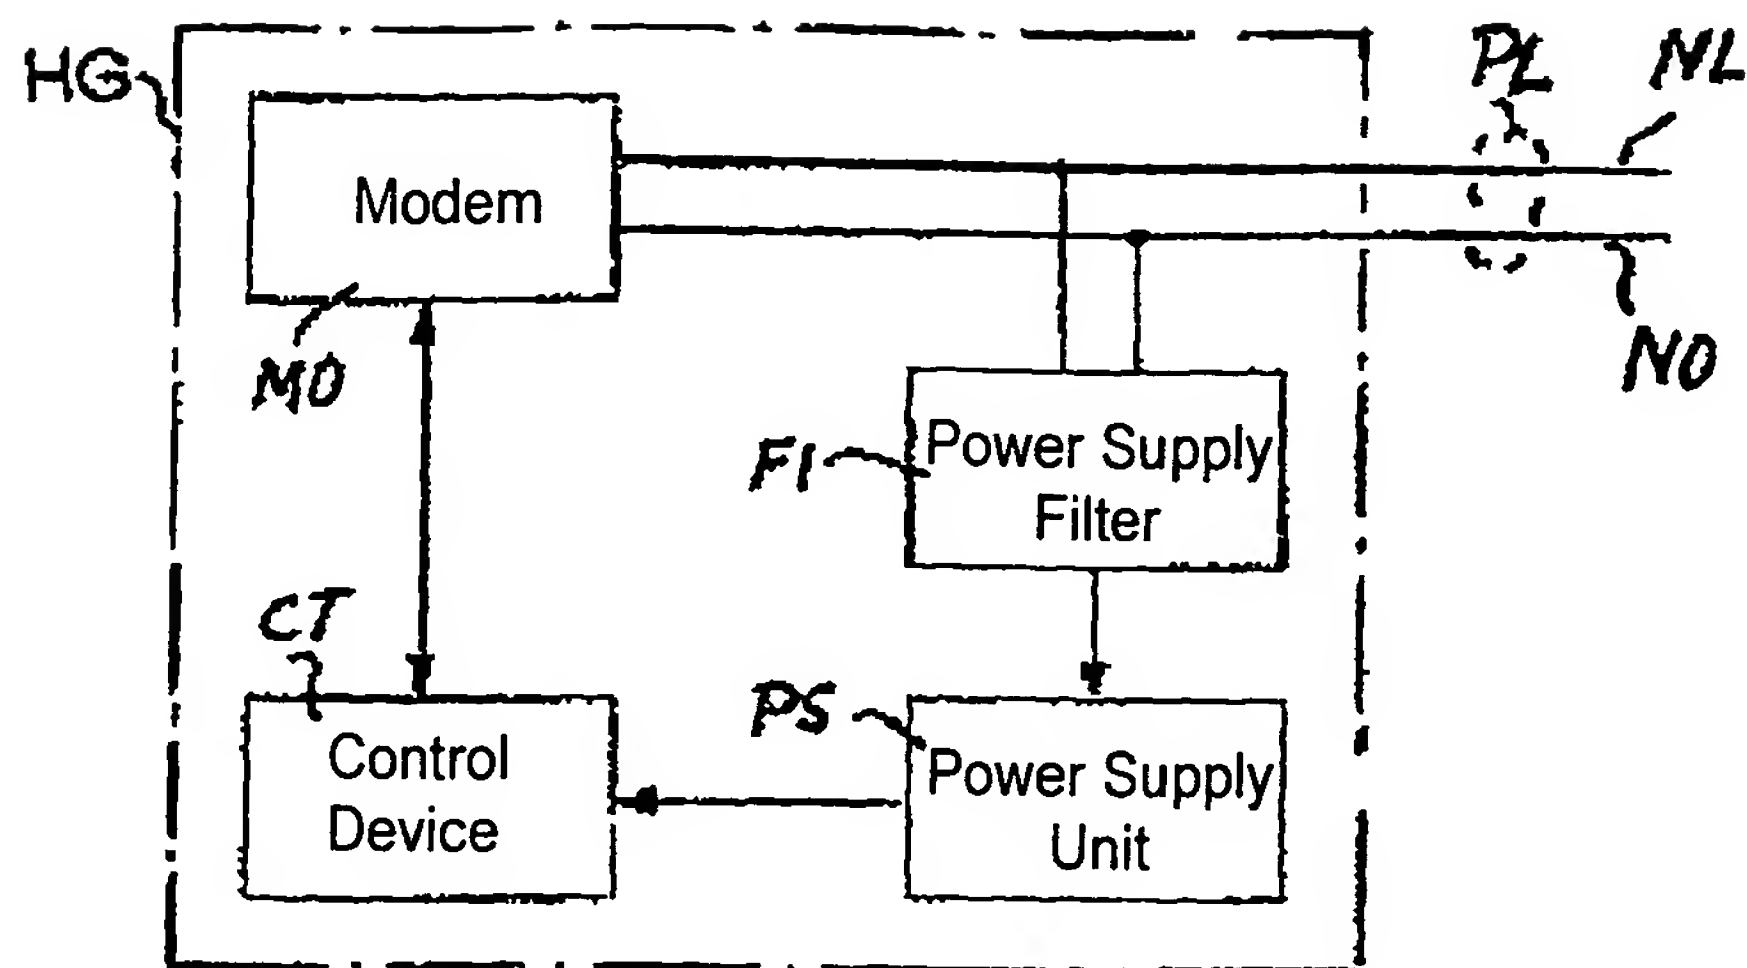 HG
PL
NL
Modem
MO
NO
FI
Power Supply
Filter
CT
PS
Control
Device
Power Supply
Unit